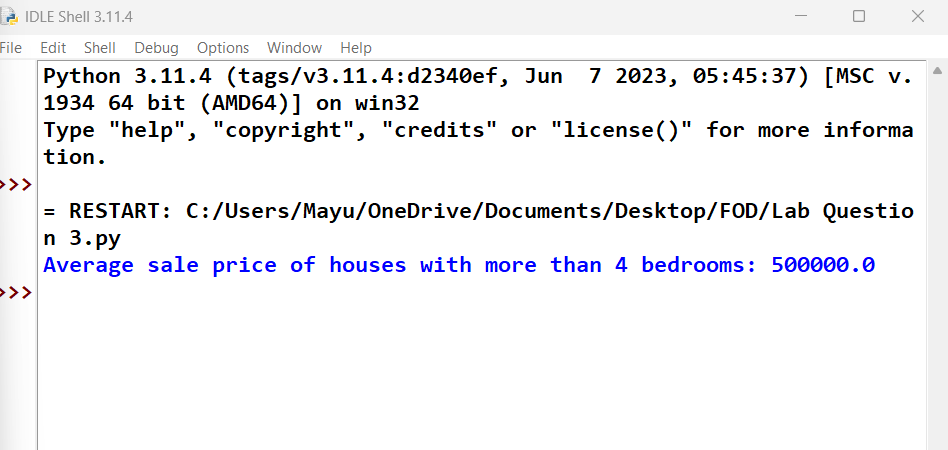 IDLE Shell 3.11.4
File Edit Shell Debug Options Window Help
Python 3.11.4 (tags/v3.11.4:d2340ef, Jun  7 2023, 05:45:37) [MSC v.
1934 64 bit (AMD64)] on win32
Type "help", "copyright", "credits" or "license()" for more informa
tion.
>>>
= RESTART: C:/Users/Mayu/OneDrive/Documents/Desktop/FOD/Lab Questio
n 3.py
Average sale price of houses with more than 4 bedrooms: 500000.0
>>>